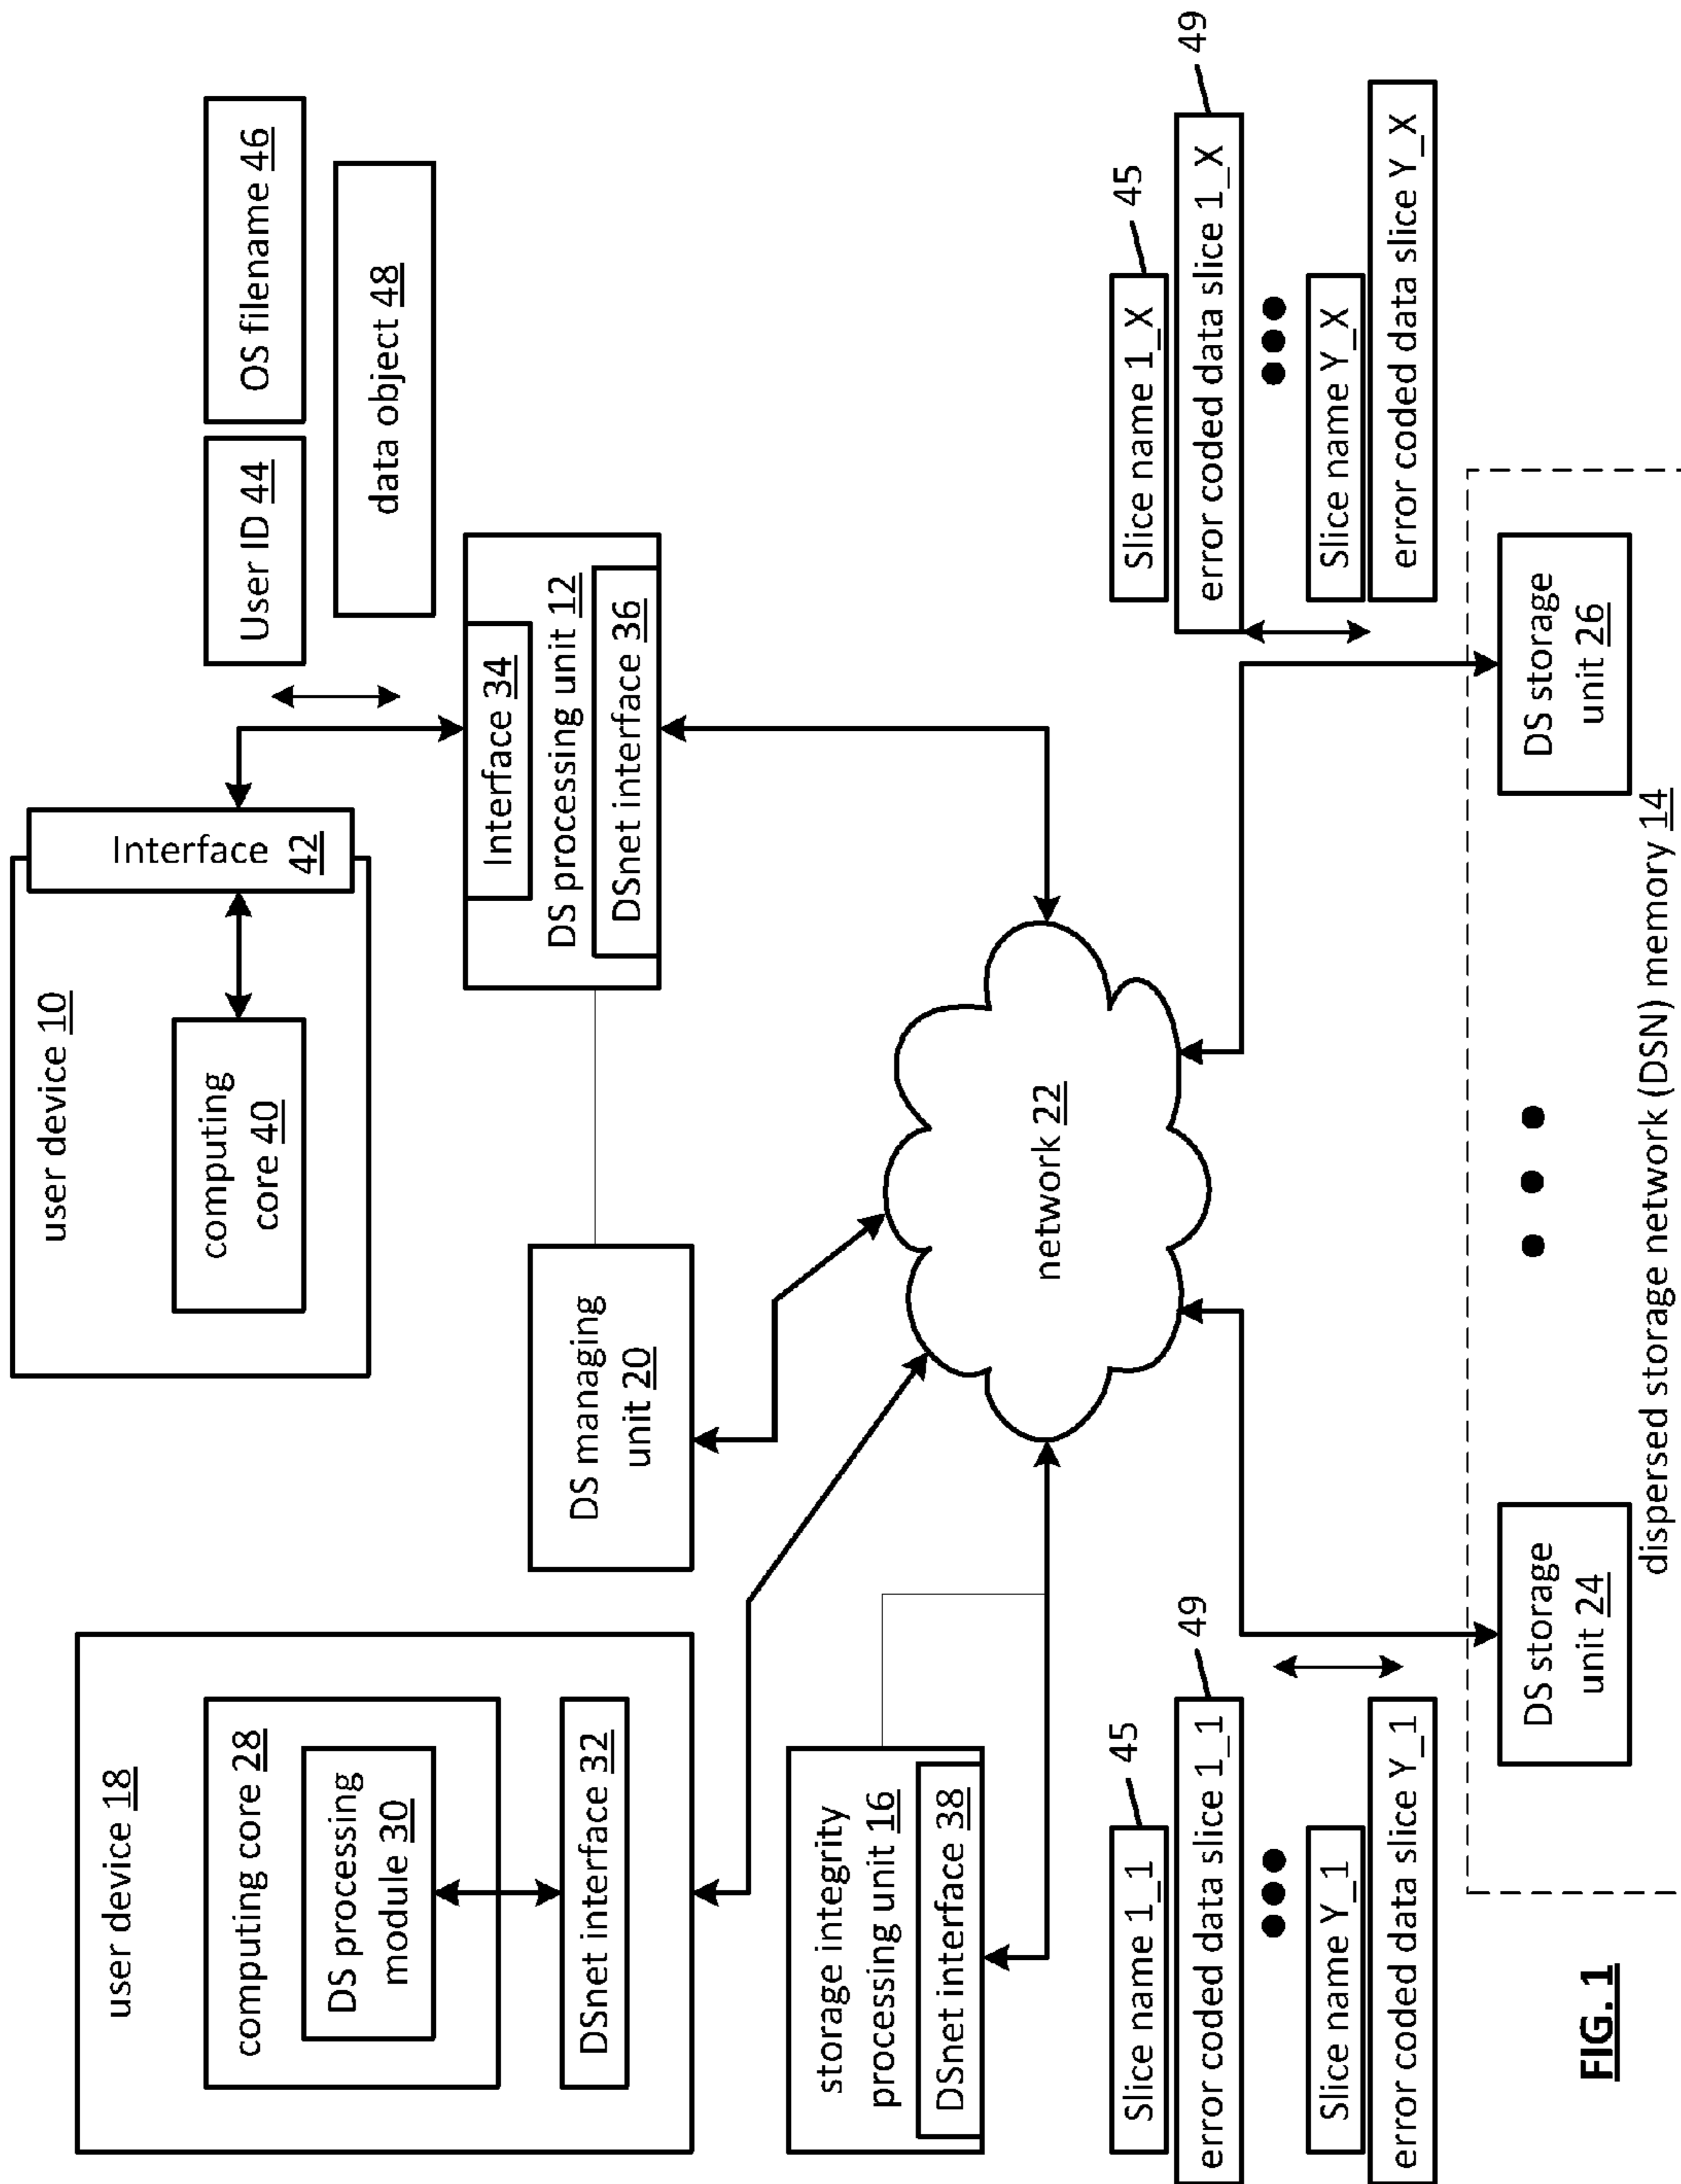 user device 18
computing core 28
DS processing
module 30
DSnet interface 32
user device 10
computing
core 40
Interface
42
User ID 44
OS filename 46
data object 48
DS managing
unit 20
Interface 34
DS processing unit 12
DSnet interface 36
storage integrity
processing unit 16
DSnet interface 38
network 22
45
Slice name 1_1
49
error coded data slice 1_1
Slice name Y_1
error coded data slice Y_1
45
Slice name 1_X
49
error coded data slice 1_X
Slice name Y_X
error coded data slice Y_X
DS storage
unit 24
DS storage
unit 26
dispersed storage network (DSN) memory 14
FIG. 1